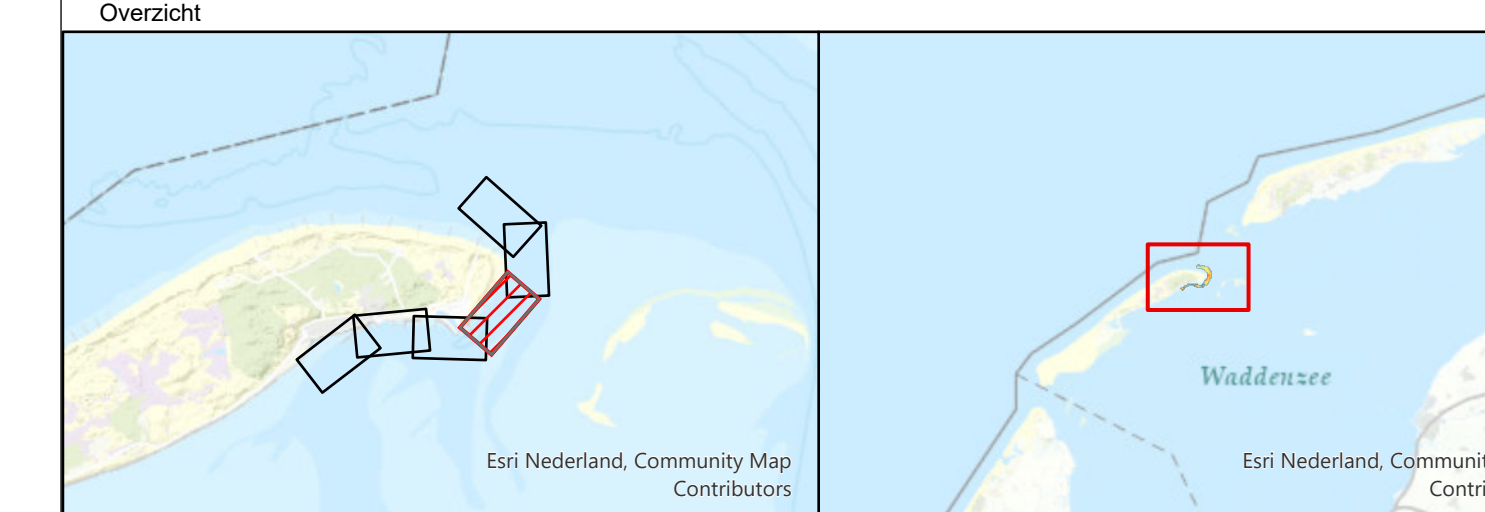 Overzicht
Esri Nederland, Community Map
Contributors
Waddenzee
Esri Nederland, Communit
Contri